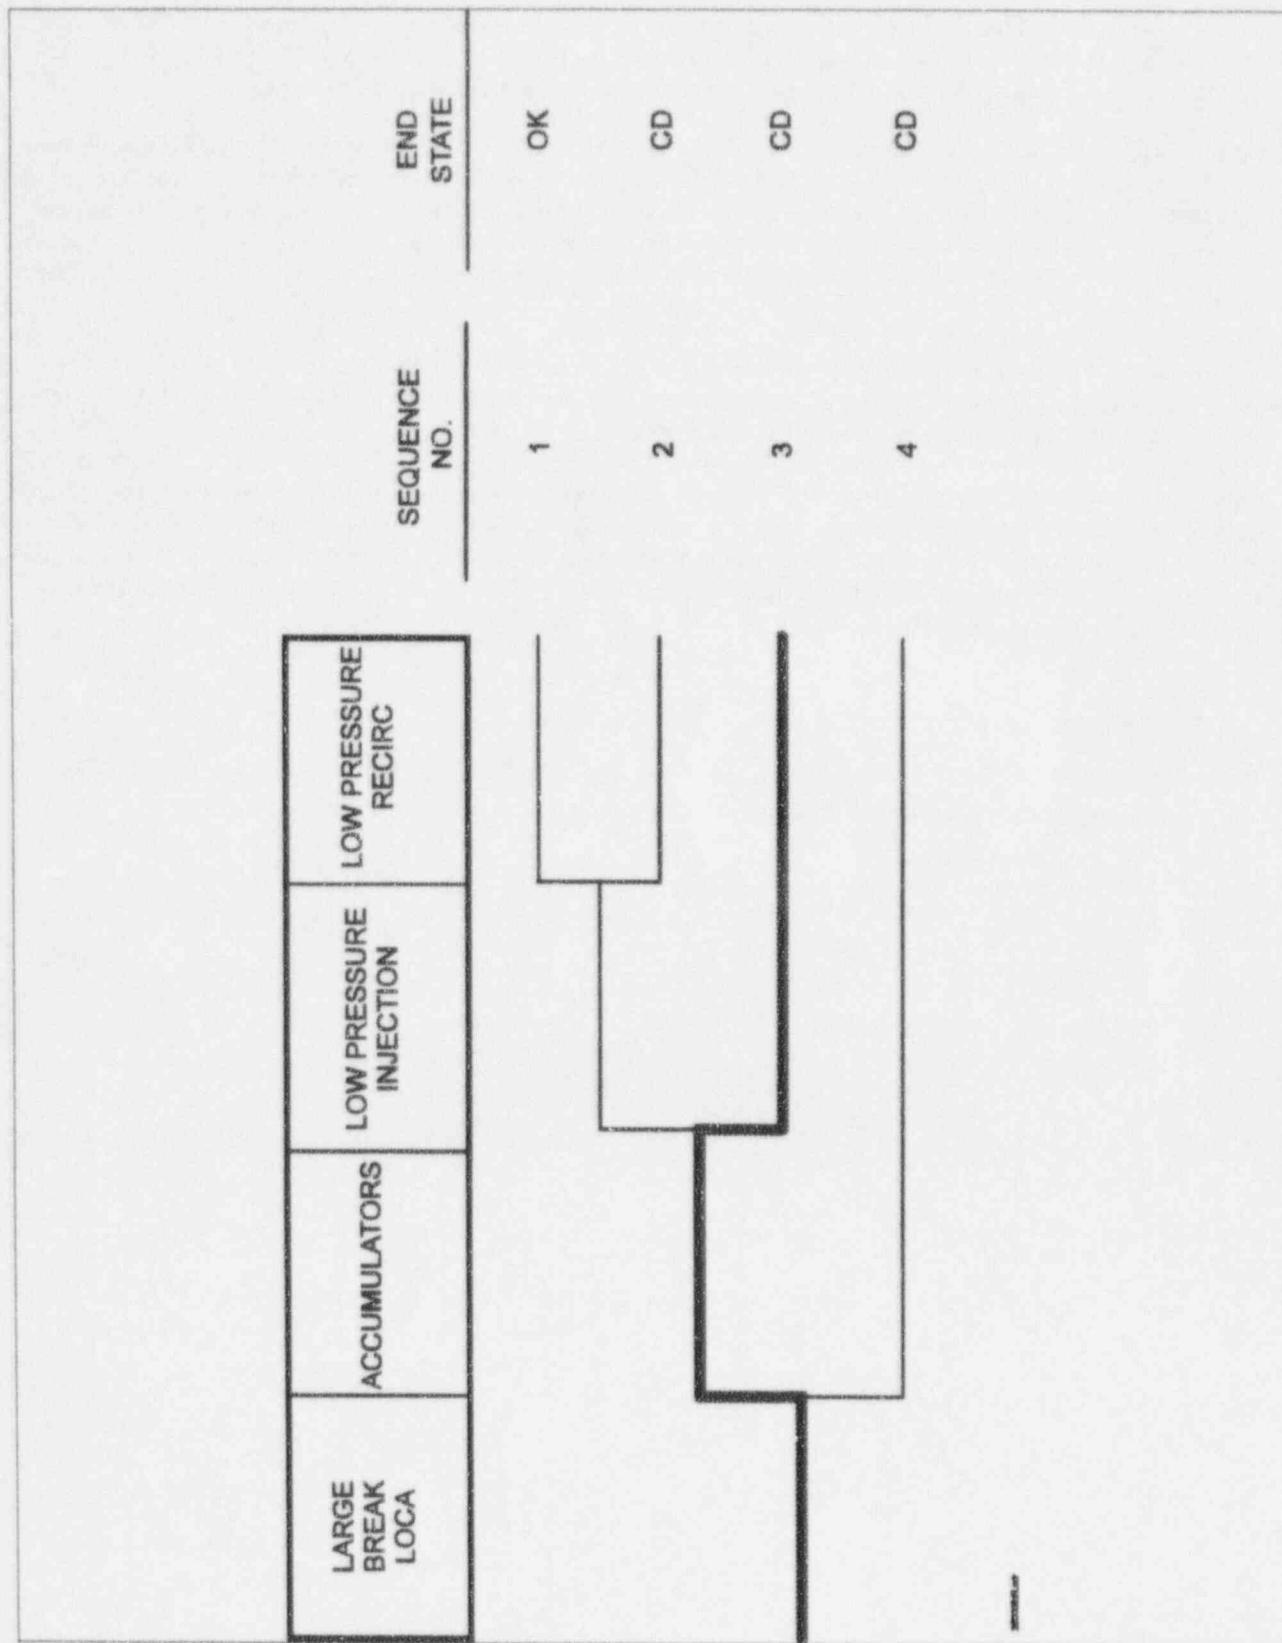 LARGE
BREAK
LOCA
ACCUMULATORS
LOW PRESSURE
INJECTION
LOW PRESSURE
RECIRC
SEQUENCE
NO.
END
STATE
1
OK
2
CD
3
CD
4
CD